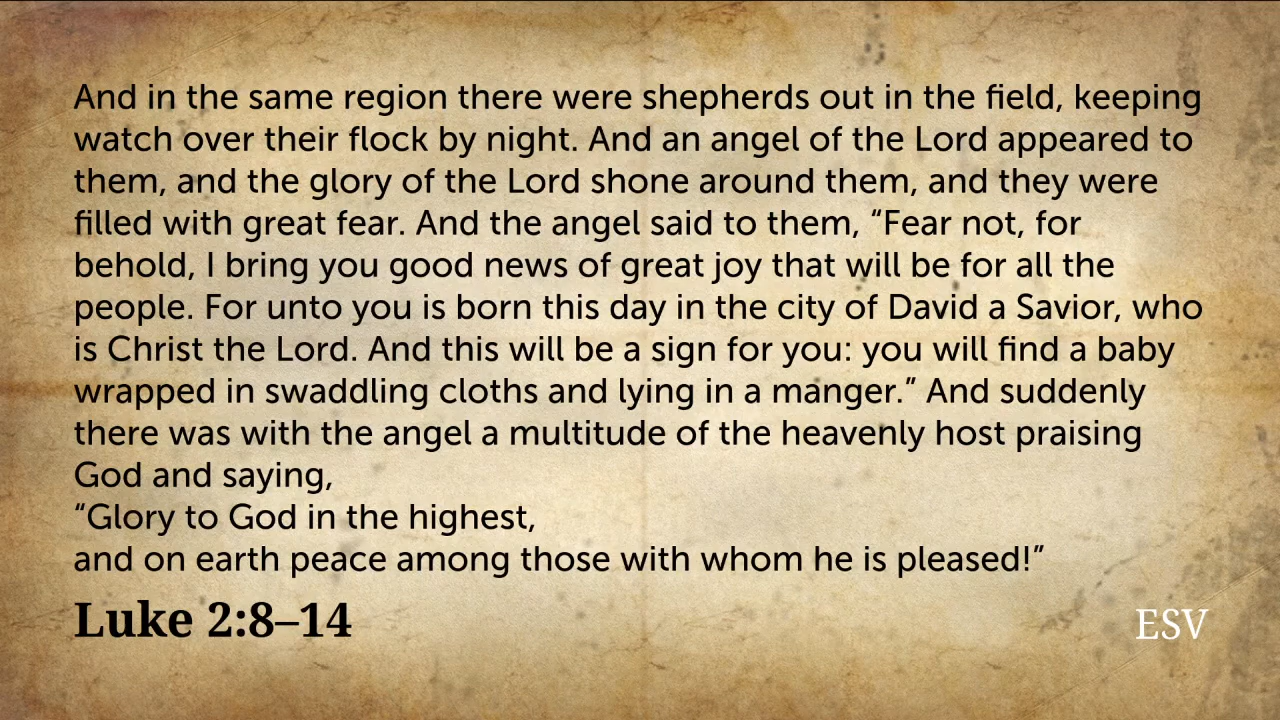 And in the same region there were shepherds out in the field, keeping
watch over their flock by night. And an angel of the Lord appeared to
them, and the glory of the Lord shone around them, and they were
filled with great fear. And the angel said to them, “Fear not, for
behold, I bring you good news of great joy that will be for all the
people. For unto you is born this day in the city of David a Savior, who
is Christ the Lord. And this will be a sign for you: you will find a baby
wrapped in swaddling cloths and lying in a manger.” And suddenly
there was with the angel a multitude of the heavenly host praising
God and saying,
“Glory to God in the highest,
and on earth peace among those with whom he is pleased!”
Luke 2:8–14
ESV